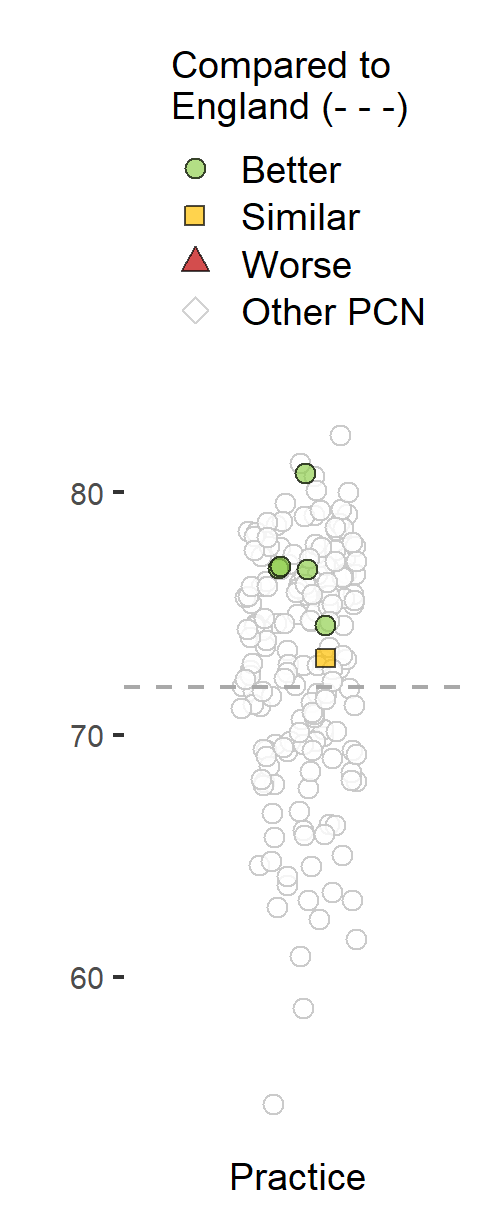 Compared to
England (- - -)
Better
Similar
Worse
Other PCN
80
70
60
Practice